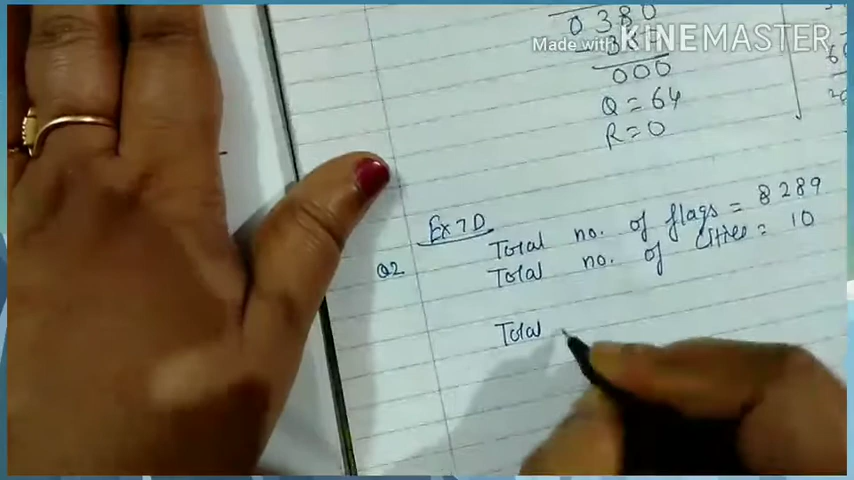 0380
Made with KINEMASTER
000
Q = 64
R = 0
Ex 7D
Q2 Total no. of flags = 8289
Total no. of Cities = 10
Total